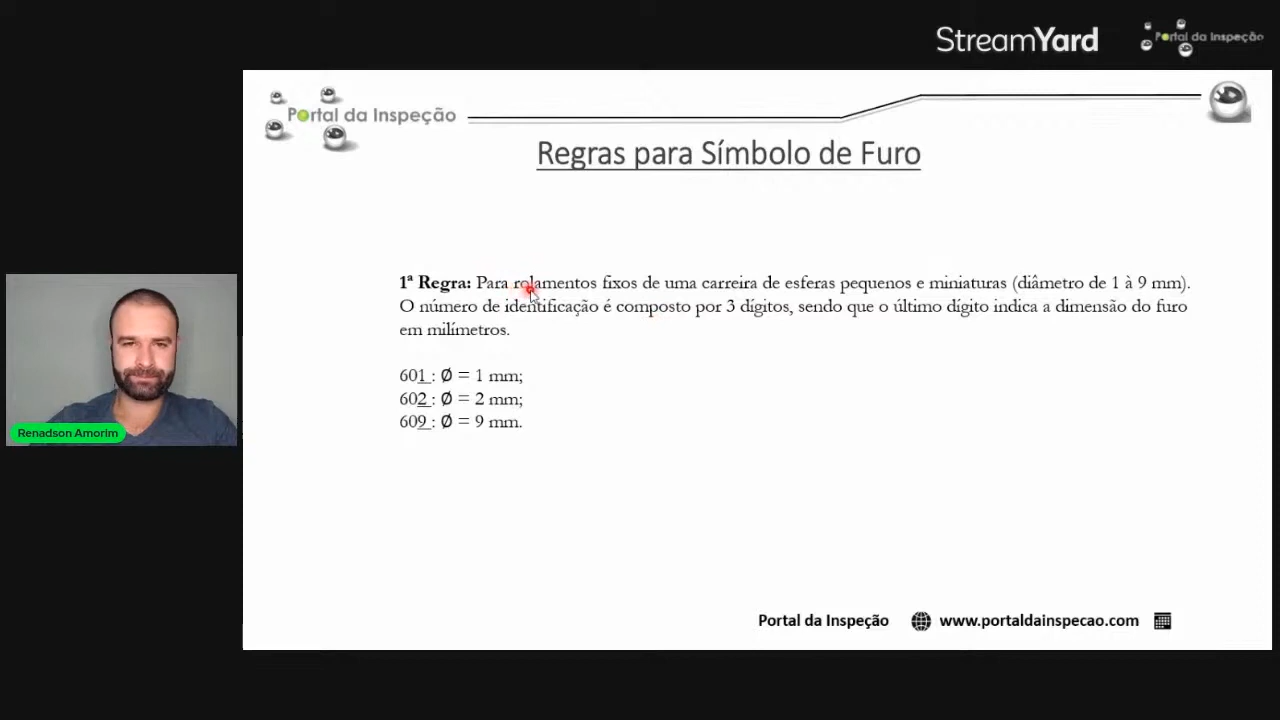 StreamYard
Portal da Inspeção
Portal da Inspeção
Regras para Símbolo de Furo
1ª Regra: Para rolamentos fixos de uma carreira de esferas pequenos e miniaturas (diâmetro de 1 à 9 mm).
O número de identificação é composto por 3 dígitos, sendo que o último dígito indica a dimensão do furo
em milímetros.
601 : Ø = 1 mm;
602 : Ø = 2 mm;
609 : Ø = 9 mm.
Renadson Amorim
Portal da Inspeção www.portaldainspecao.com